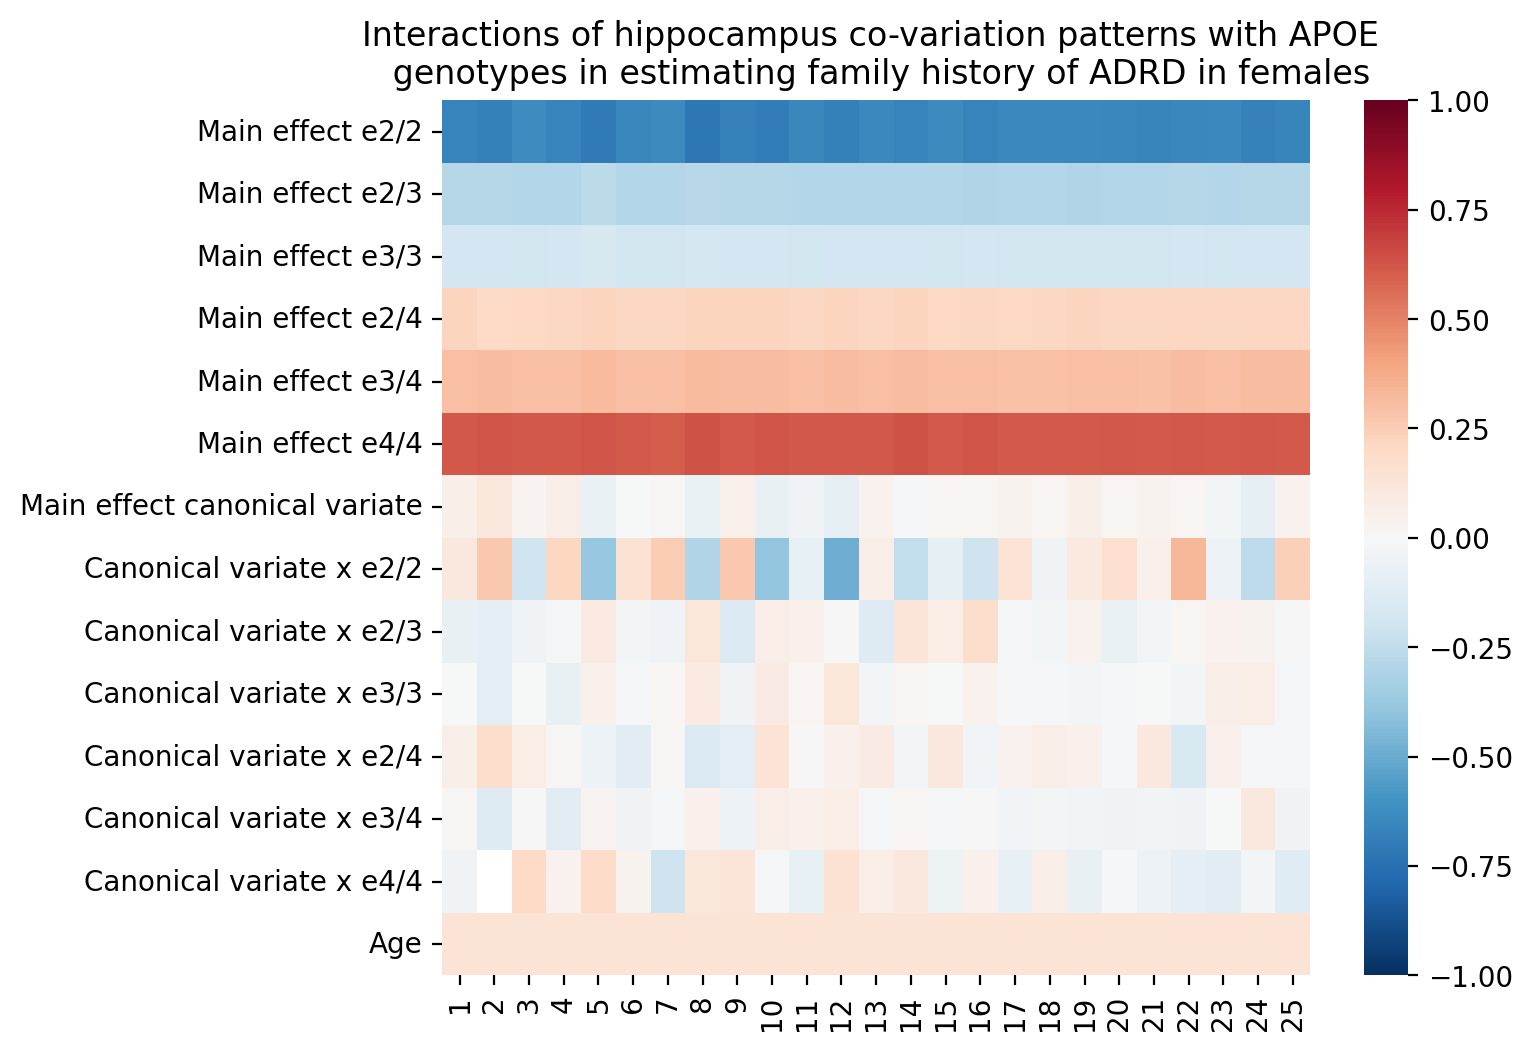 Interactions of hippocampus co-variation patterns with APOE
genotypes in estimating family history of ADRD in females
Main effect e2/2
Main effect e2/3
Main effect e3/3
Main effect e2/4
Main effect e3/4
Main effect e4/4
Main effect canonical variate
Canonical variate x e2/2
Canonical variate x e2/3
Canonical variate x e3/3
Canonical variate x e2/4
Canonical variate x e3/4
Canonical variate x e4/4
Age
1 2 3 4 5 6 7 8 9 10 11 12 13 14 15 16 17 18 19 20 21 22 23 24 25
1.00
0.75
0.50
0.25
0.00
−0.25
−0.50
−0.75
−1.00